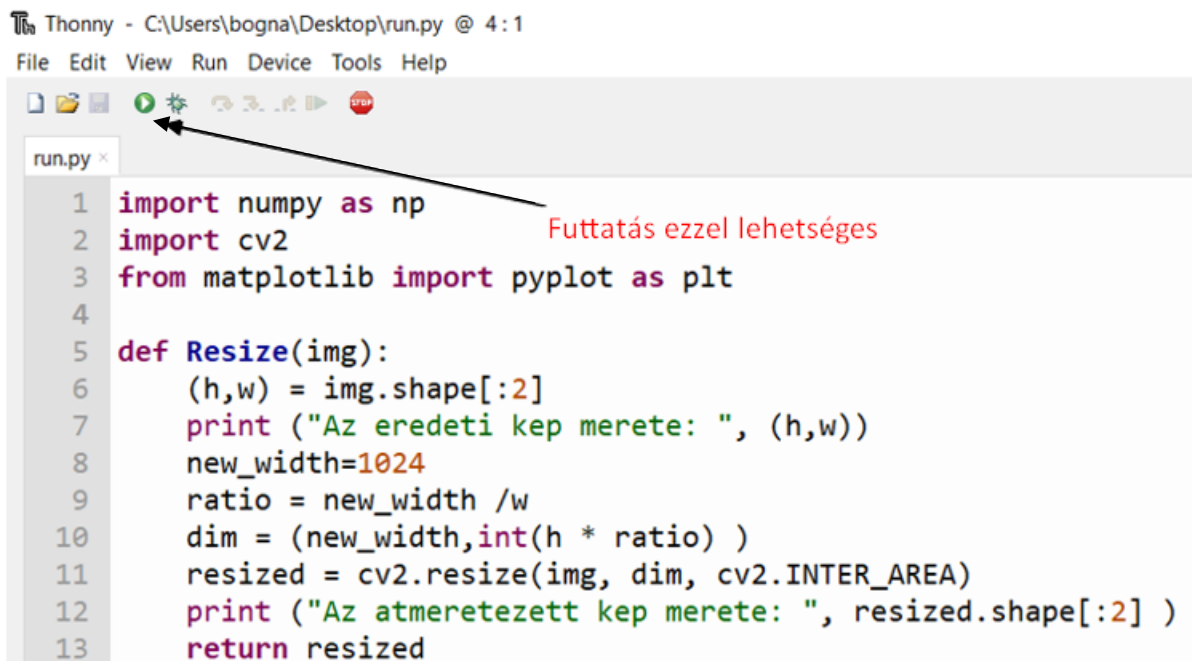 Thonny - C:\Users\bogna\Desktop\run.py @ 4:1
File Edit View Run Device Tools Help
STOP
run.py ×
1 import numpy as np
Futtatás ezzel lehetséges
2 import cv2
3 from matplotlib import pyplot as plt
4
5 def Resize(img):
6     (h,w) = img.shape[:2]
7     print ("Az eredeti kep merete: ", (h,w))
8     new_width=1024
9     ratio = new_width /w
10     dim = (new_width,int(h * ratio) )
11     resized = cv2.resize(img, dim, cv2.INTER_AREA)
12     print ("Az atmeretezett kep merete: ", resized.shape[:2] )
13     return resized